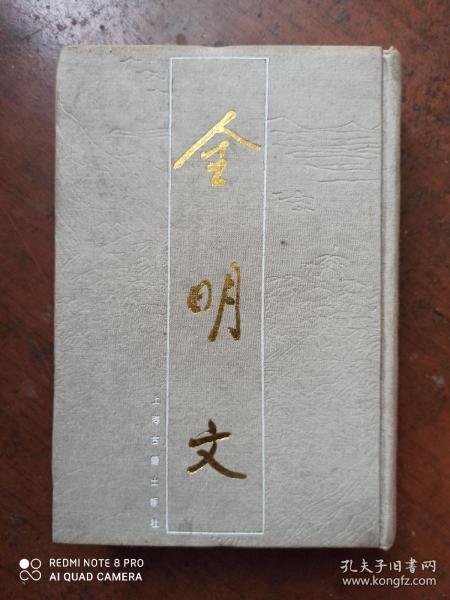 全明文
上海古籍出版社
REDMI NOTE 8 PRO
AI QUAD CAMERA
孔夫子旧书网
www.kongfz.com